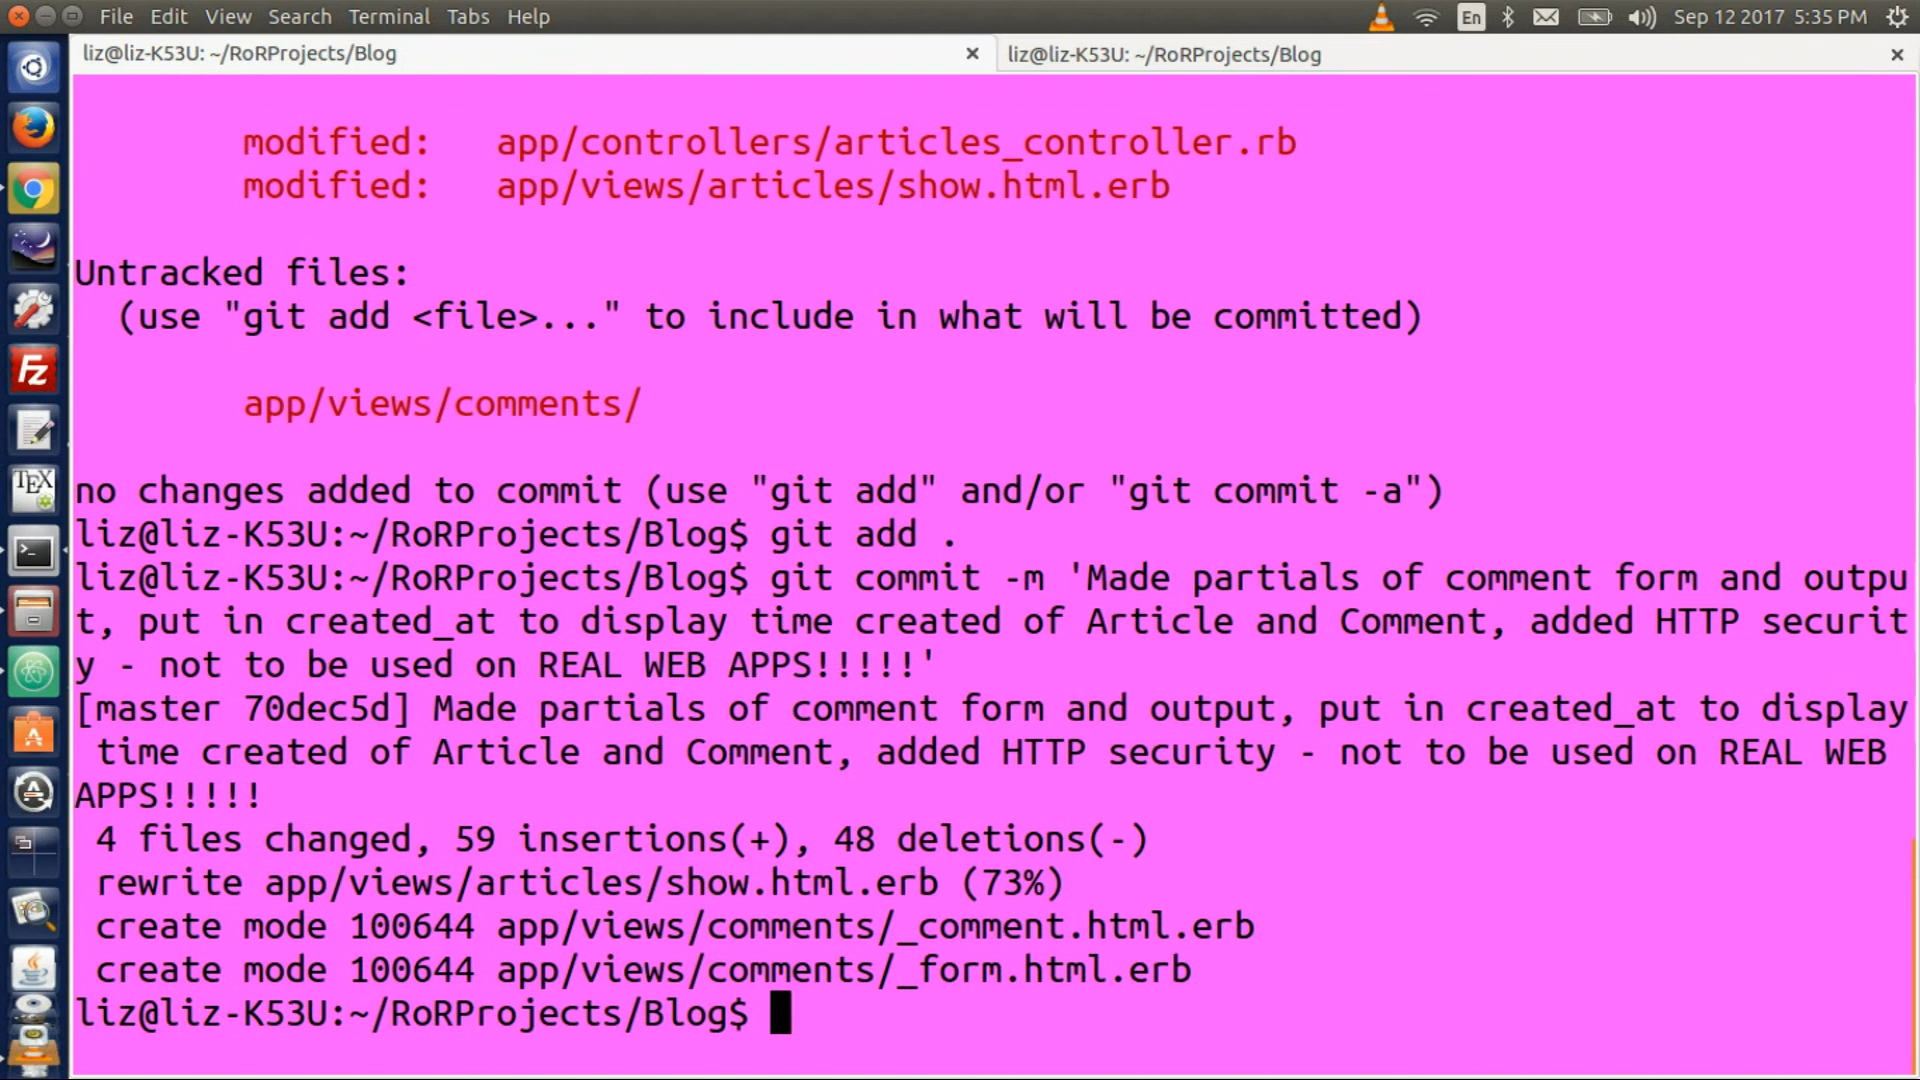 File Edit View Search Terminal Tabs Help
En
Sep 12 2017 5:35 PM
liz@liz-K53U: ~/RoRProjects/Blog
liz@liz-K53U: ~/RoRProjects/Blog
modified: app/controllers/articles_controller.rb
modified: app/views/articles/show.html.erb
Untracked files:
(use "git add <file>..." to include in what will be committed)
app/views/comments/
no changes added to commit (use "git add" and/or "git commit -a")
liz@liz-K53U:~/RoRProjects/Blog$ git add .
liz@liz-K53U:~/RoRProjects/Blog$ git commit -m 'Made partials of comment form and outpu
t, put in created_at to display time created of Article and Comment, added HTTP securit
y - not to be used on REAL WEB APPS!!!!!'
[master 70dec5d] Made partials of comment form and output, put in created_at to display
time created of Article and Comment, added HTTP security - not to be used on REAL WEB
APPS!!!!!
4 files changed, 59 insertions(+), 48 deletions(-)
rewrite app/views/articles/show.html.erb (73%)
create mode 100644 app/views/comments/_comment.html.erb
create mode 100644 app/views/comments/_form.html.erb
liz@liz-K53U:~/RoRProjects/Blog$
Fz
TEX
>_